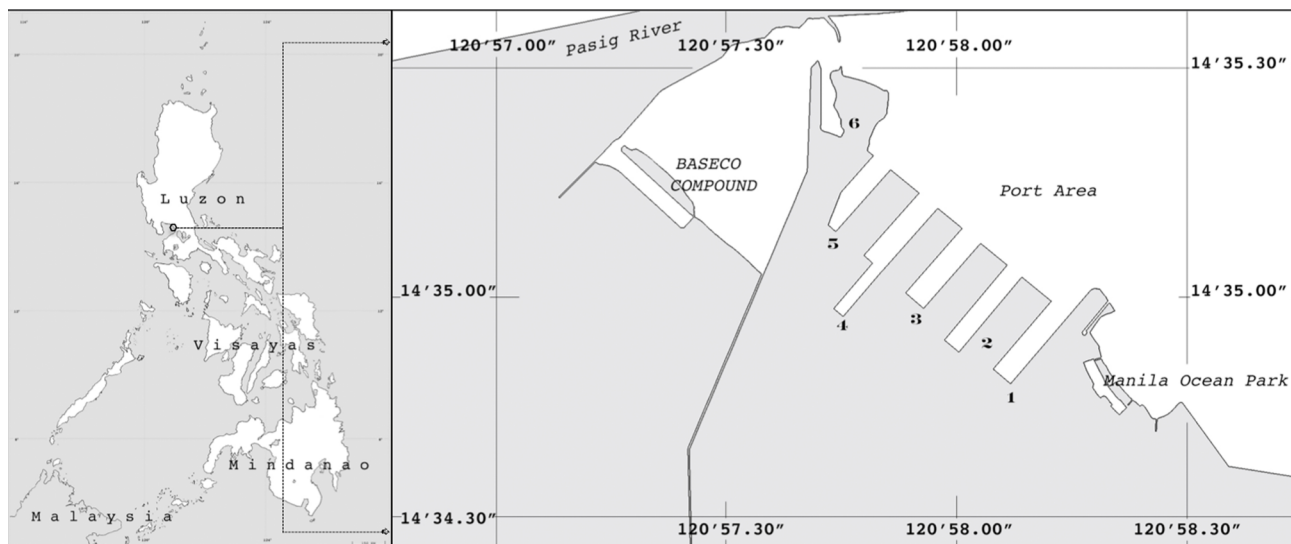 Luzon
Visayas
Mindanao
Malaysia
120′57.00″
Pasig River
120′57.30″
120′58.00″
14′35.30″
6
BASECO
COMPOUND
Port Area
5
14′35.00″
14′35.00″
4
3
2
Manila Ocean Park
1
14′34.30″
120′57.30″
120′58.00″
120′58.30″